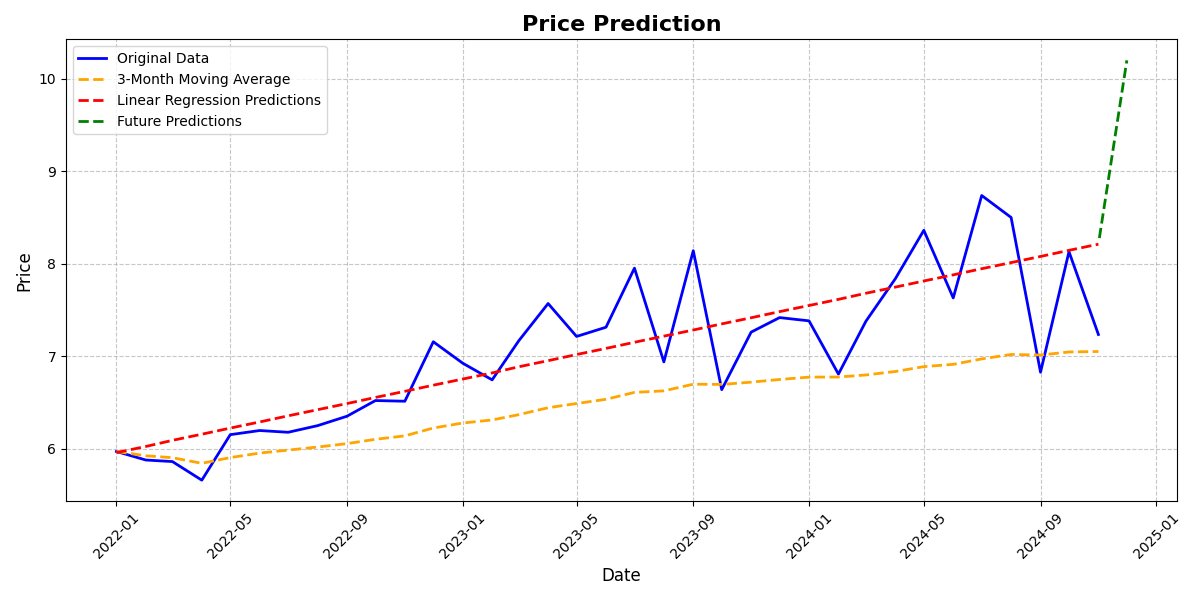 Price Prediction
Original Data
3-Month Moving Average
Linear Regression Predictions
Future Predictions
Price
10
9
8
7
6
2022-01
2022-05
2022-09
2023-01
2023-05
2023-09
2024-01
2024-05
2024-09
2025-01
Date